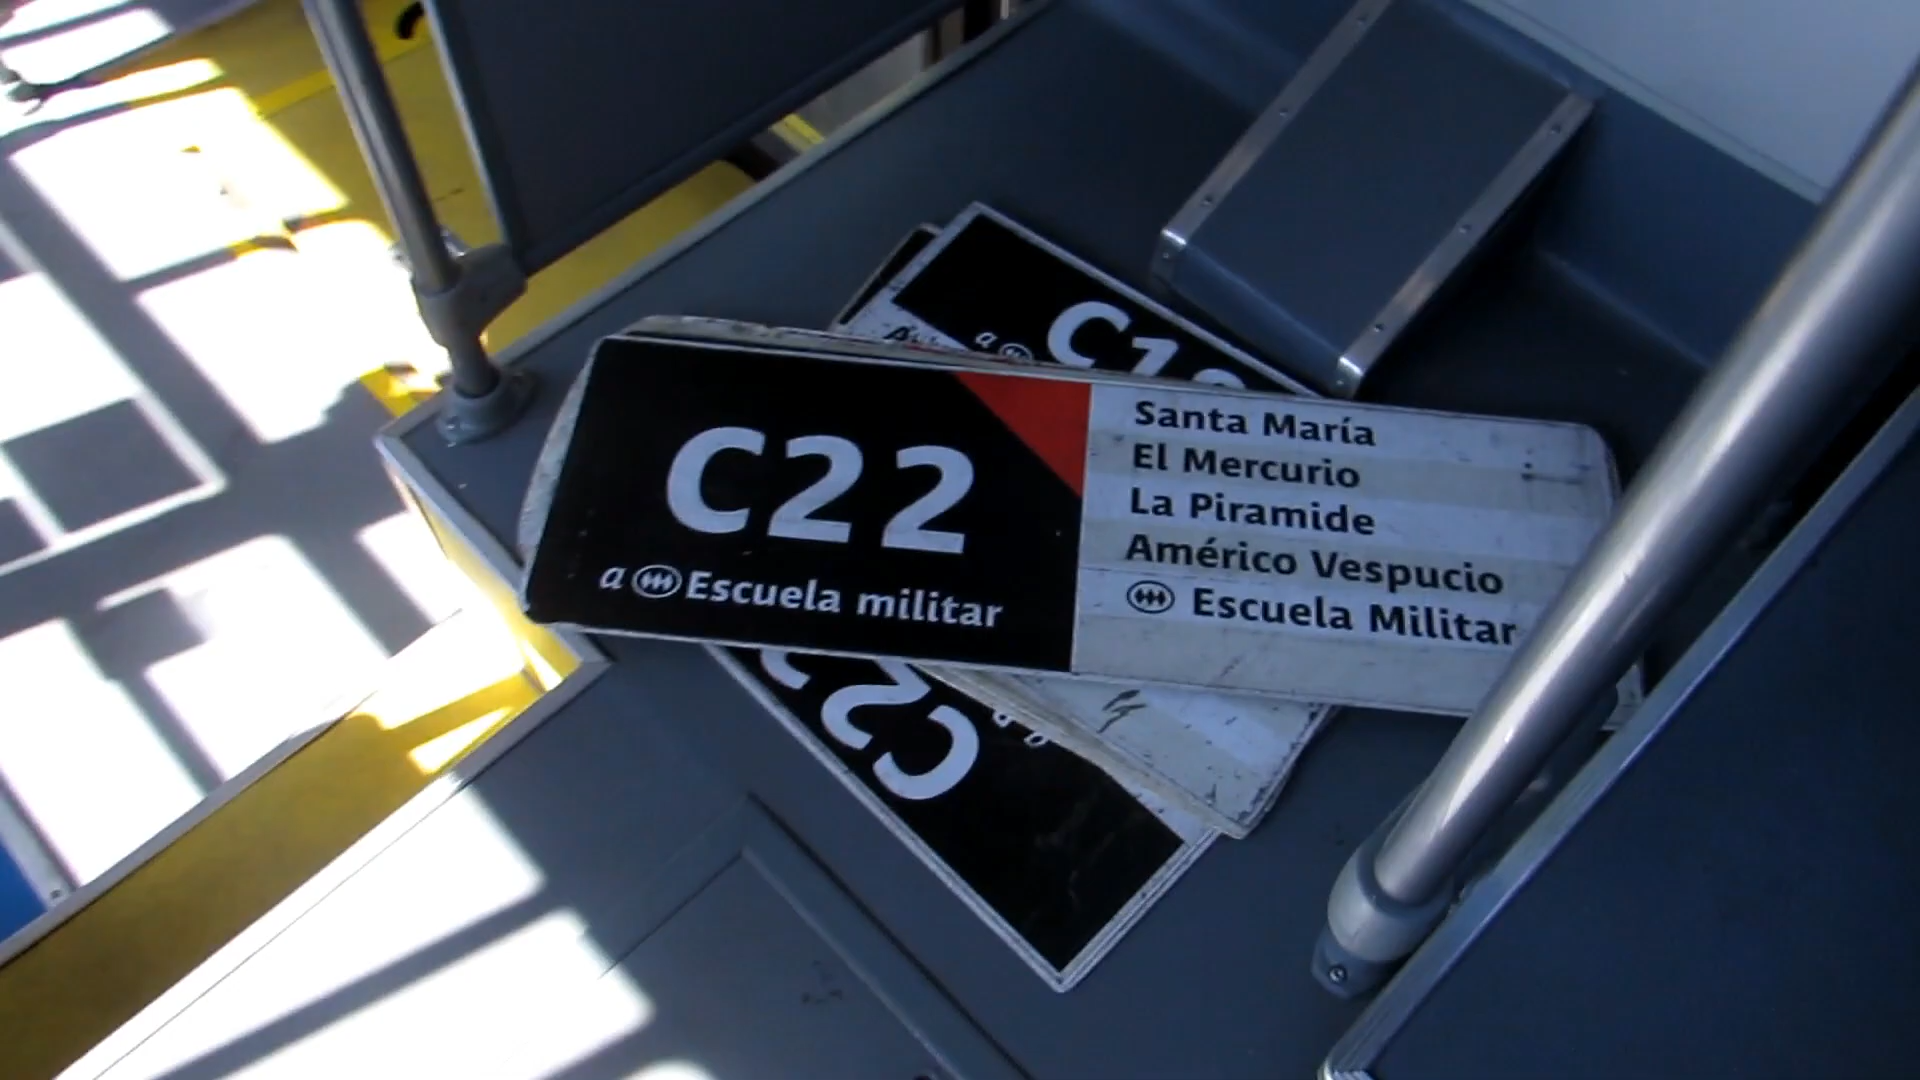 C22
a Escuela militar
Santa María
El Mercurio
La Piramide
Américo Vespucio
Escuela Militar
a